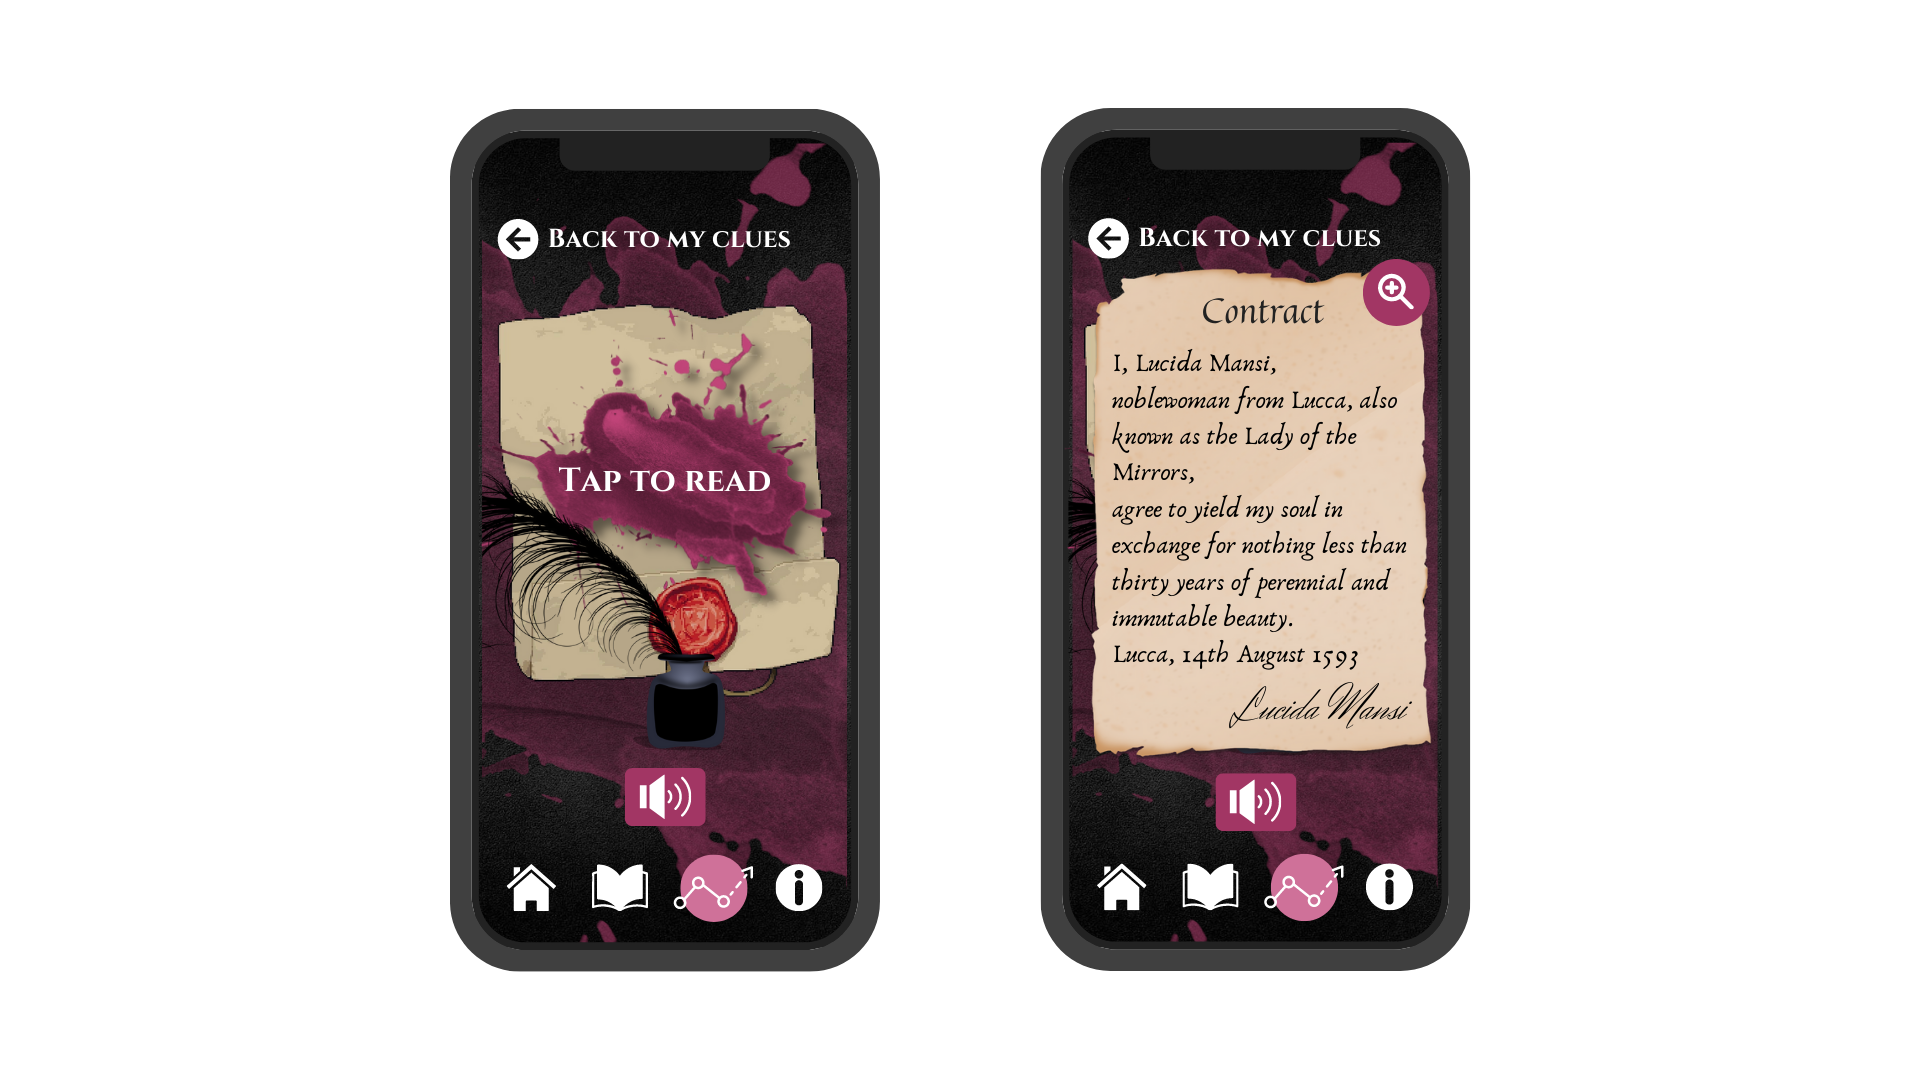 Back to my clues
Tap to read
Back to my clues
Contract
I, Lucida Mansi,
noblewoman from Lucca, also
known as the Lady of the
Mirrors,
agree to yield my soul in
exchange for nothing less than
thirty years of perennial and
immutable beauty.
Lucca, 14th August 1593
Lucida Mansi